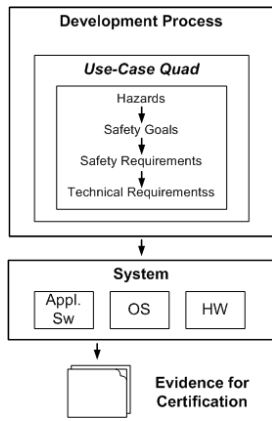 Development Process
Use-Case Quad
Hazards
Safety Goals
Safety Requirements
Technical Requirementss
System
Appl.
Sw
OS
HW
Evidence for
Certification